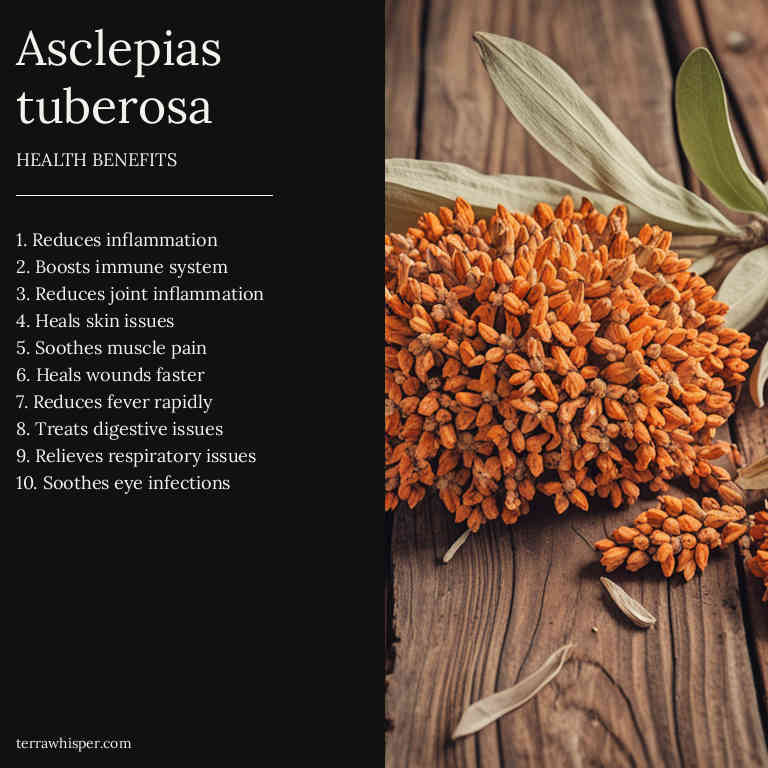 Asclepias
tuberosa
HEALTH BENEFITS
1. Reduces inflammation
2. Boosts immune system
3. Reduces joint inflammation
4. Heals skin issues
5. Soothes muscle pain
6. Heals wounds faster
7. Reduces fever rapidly
8. Treats digestive issues
9. Relieves respiratory issues
10. Soothes eye infections
terrawhisper.com